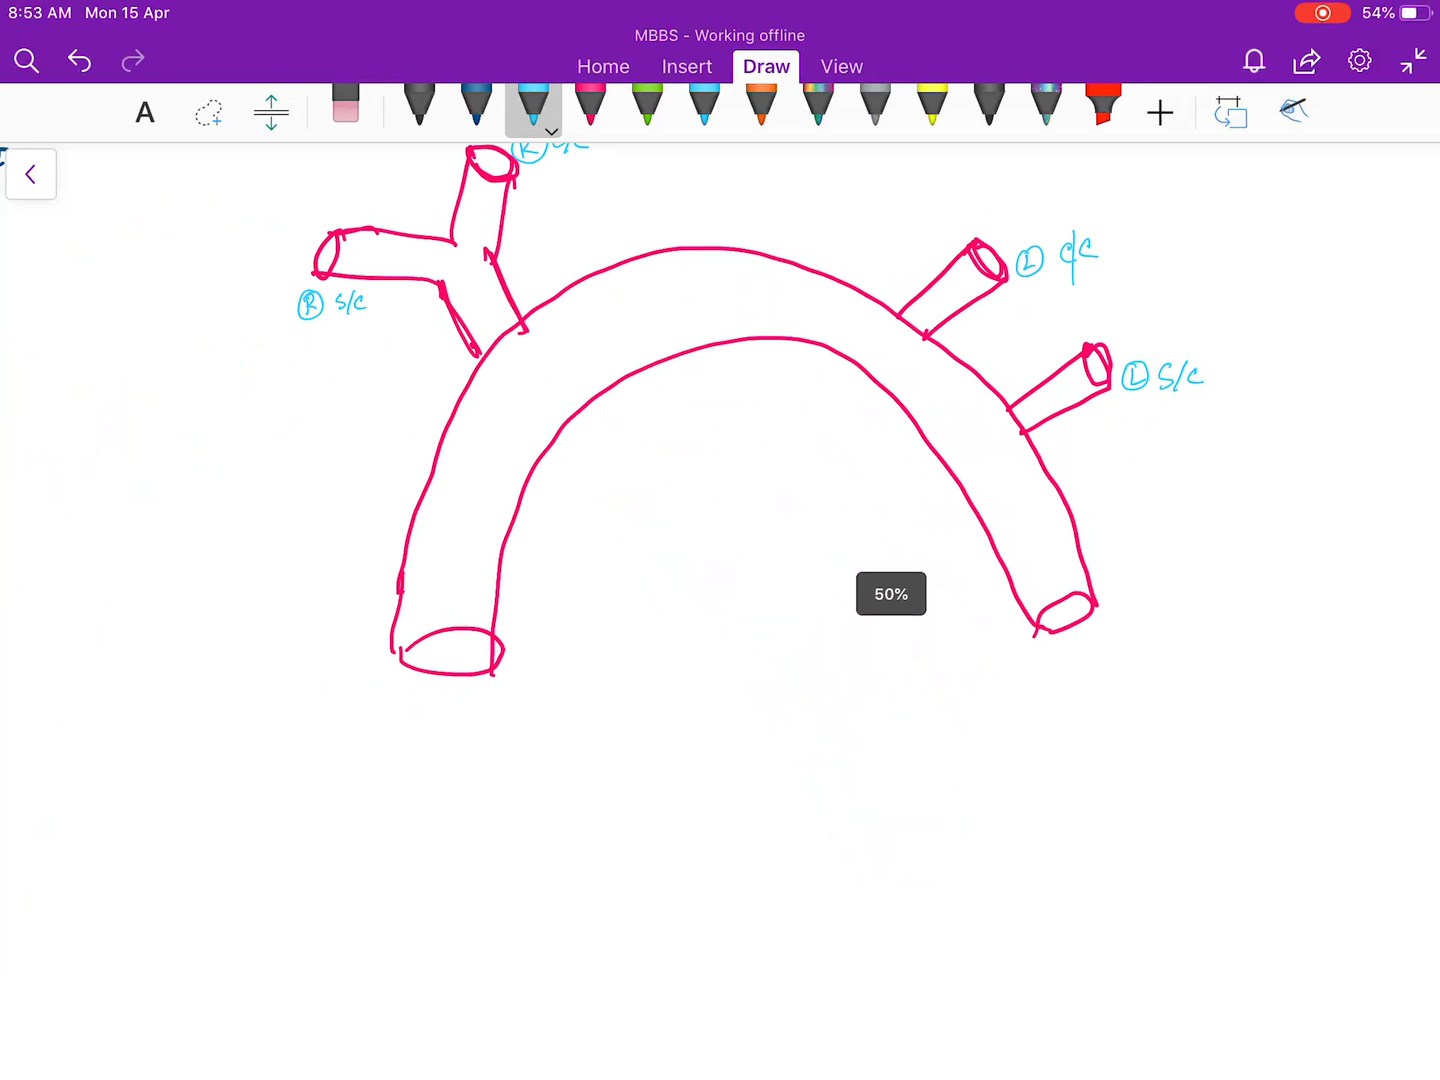 8:53 AM Mon 15 Apr
54%
MBBS - Working offline
Home Insert Draw View
A
Ⓛ C/C
Ⓡ S/C
Ⓛ S/C
50%